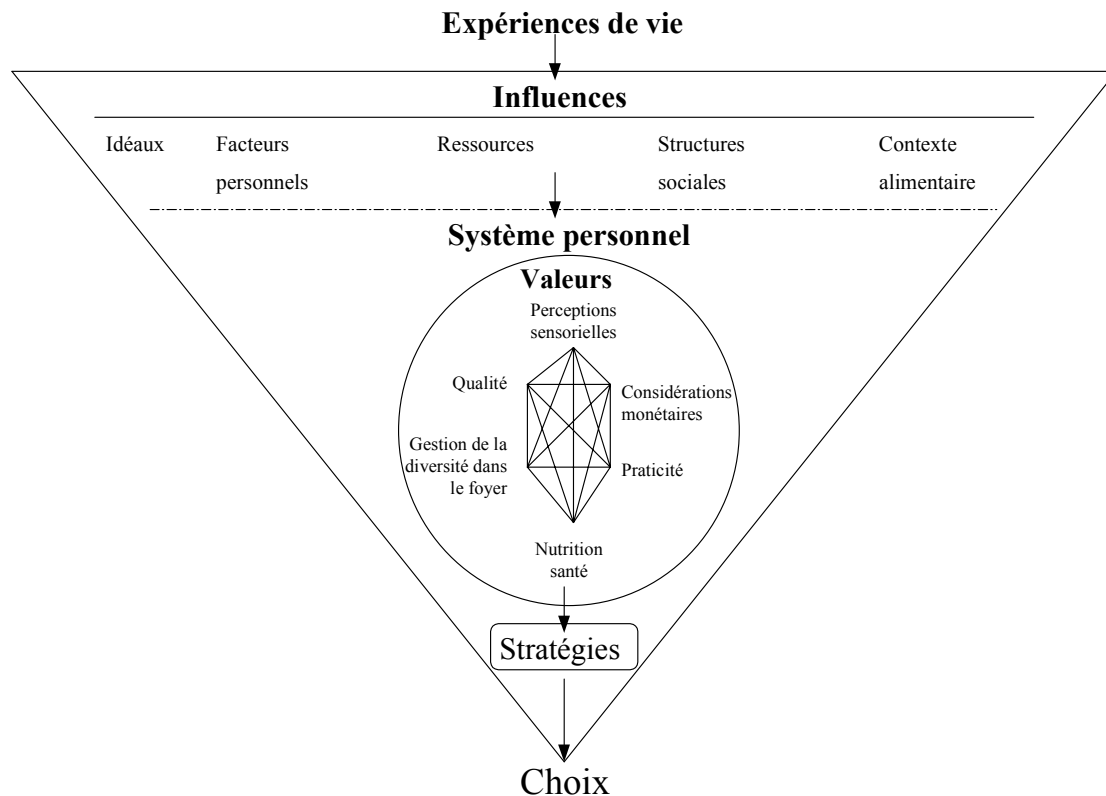 Expériences de vie
Influences
Idéaux
Facteurs
personnels
Ressources
Structures
sociales
Contexte
alimentaire
Système personnel
Valeurs
Perceptions
sensorielles
Qualité
Considérations
monétaires
Gestion de la
diversité dans
le foyer
Praticité
Nutrition
santé
Stratégies
Choix